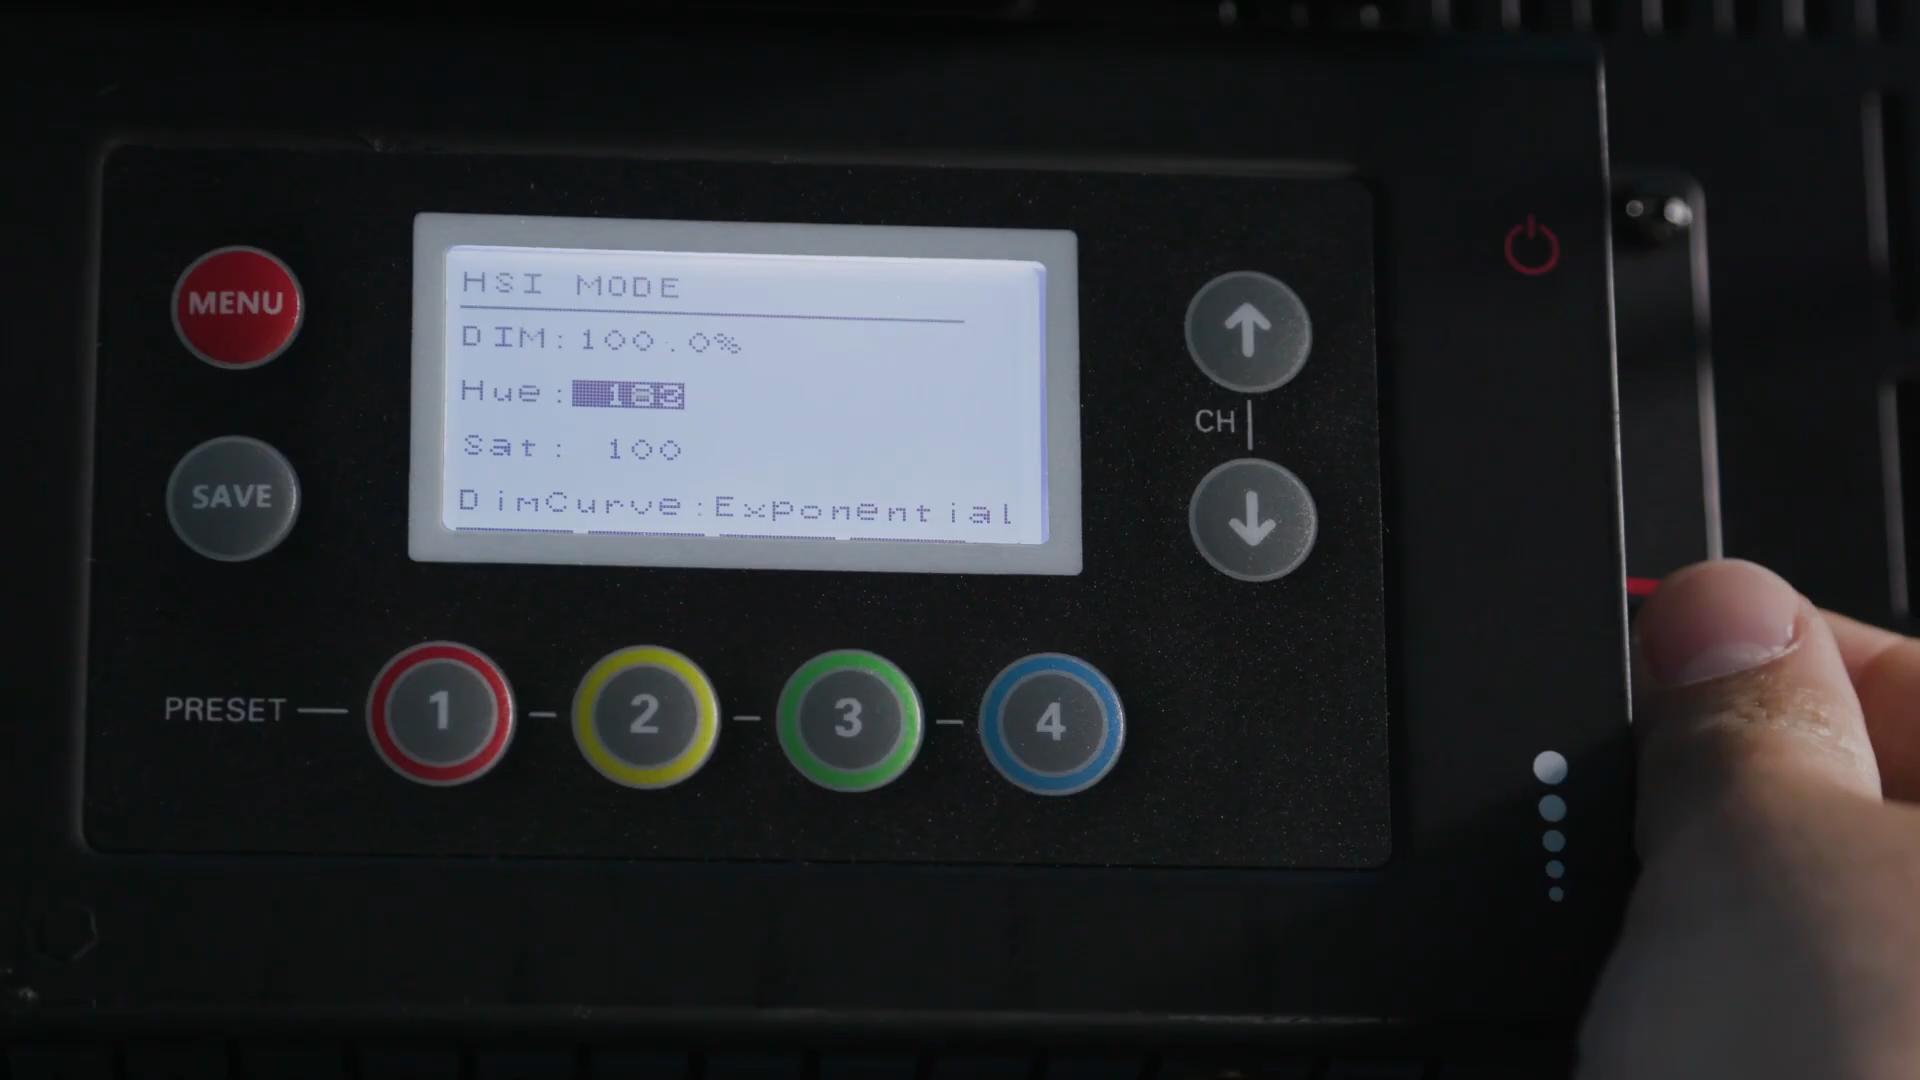 HSI MODE
DIM:100.0%
Hue:
Sat: 100
DimCurve:Exponential
MENU
SAVE
CH
PRESET
1
2
3
4